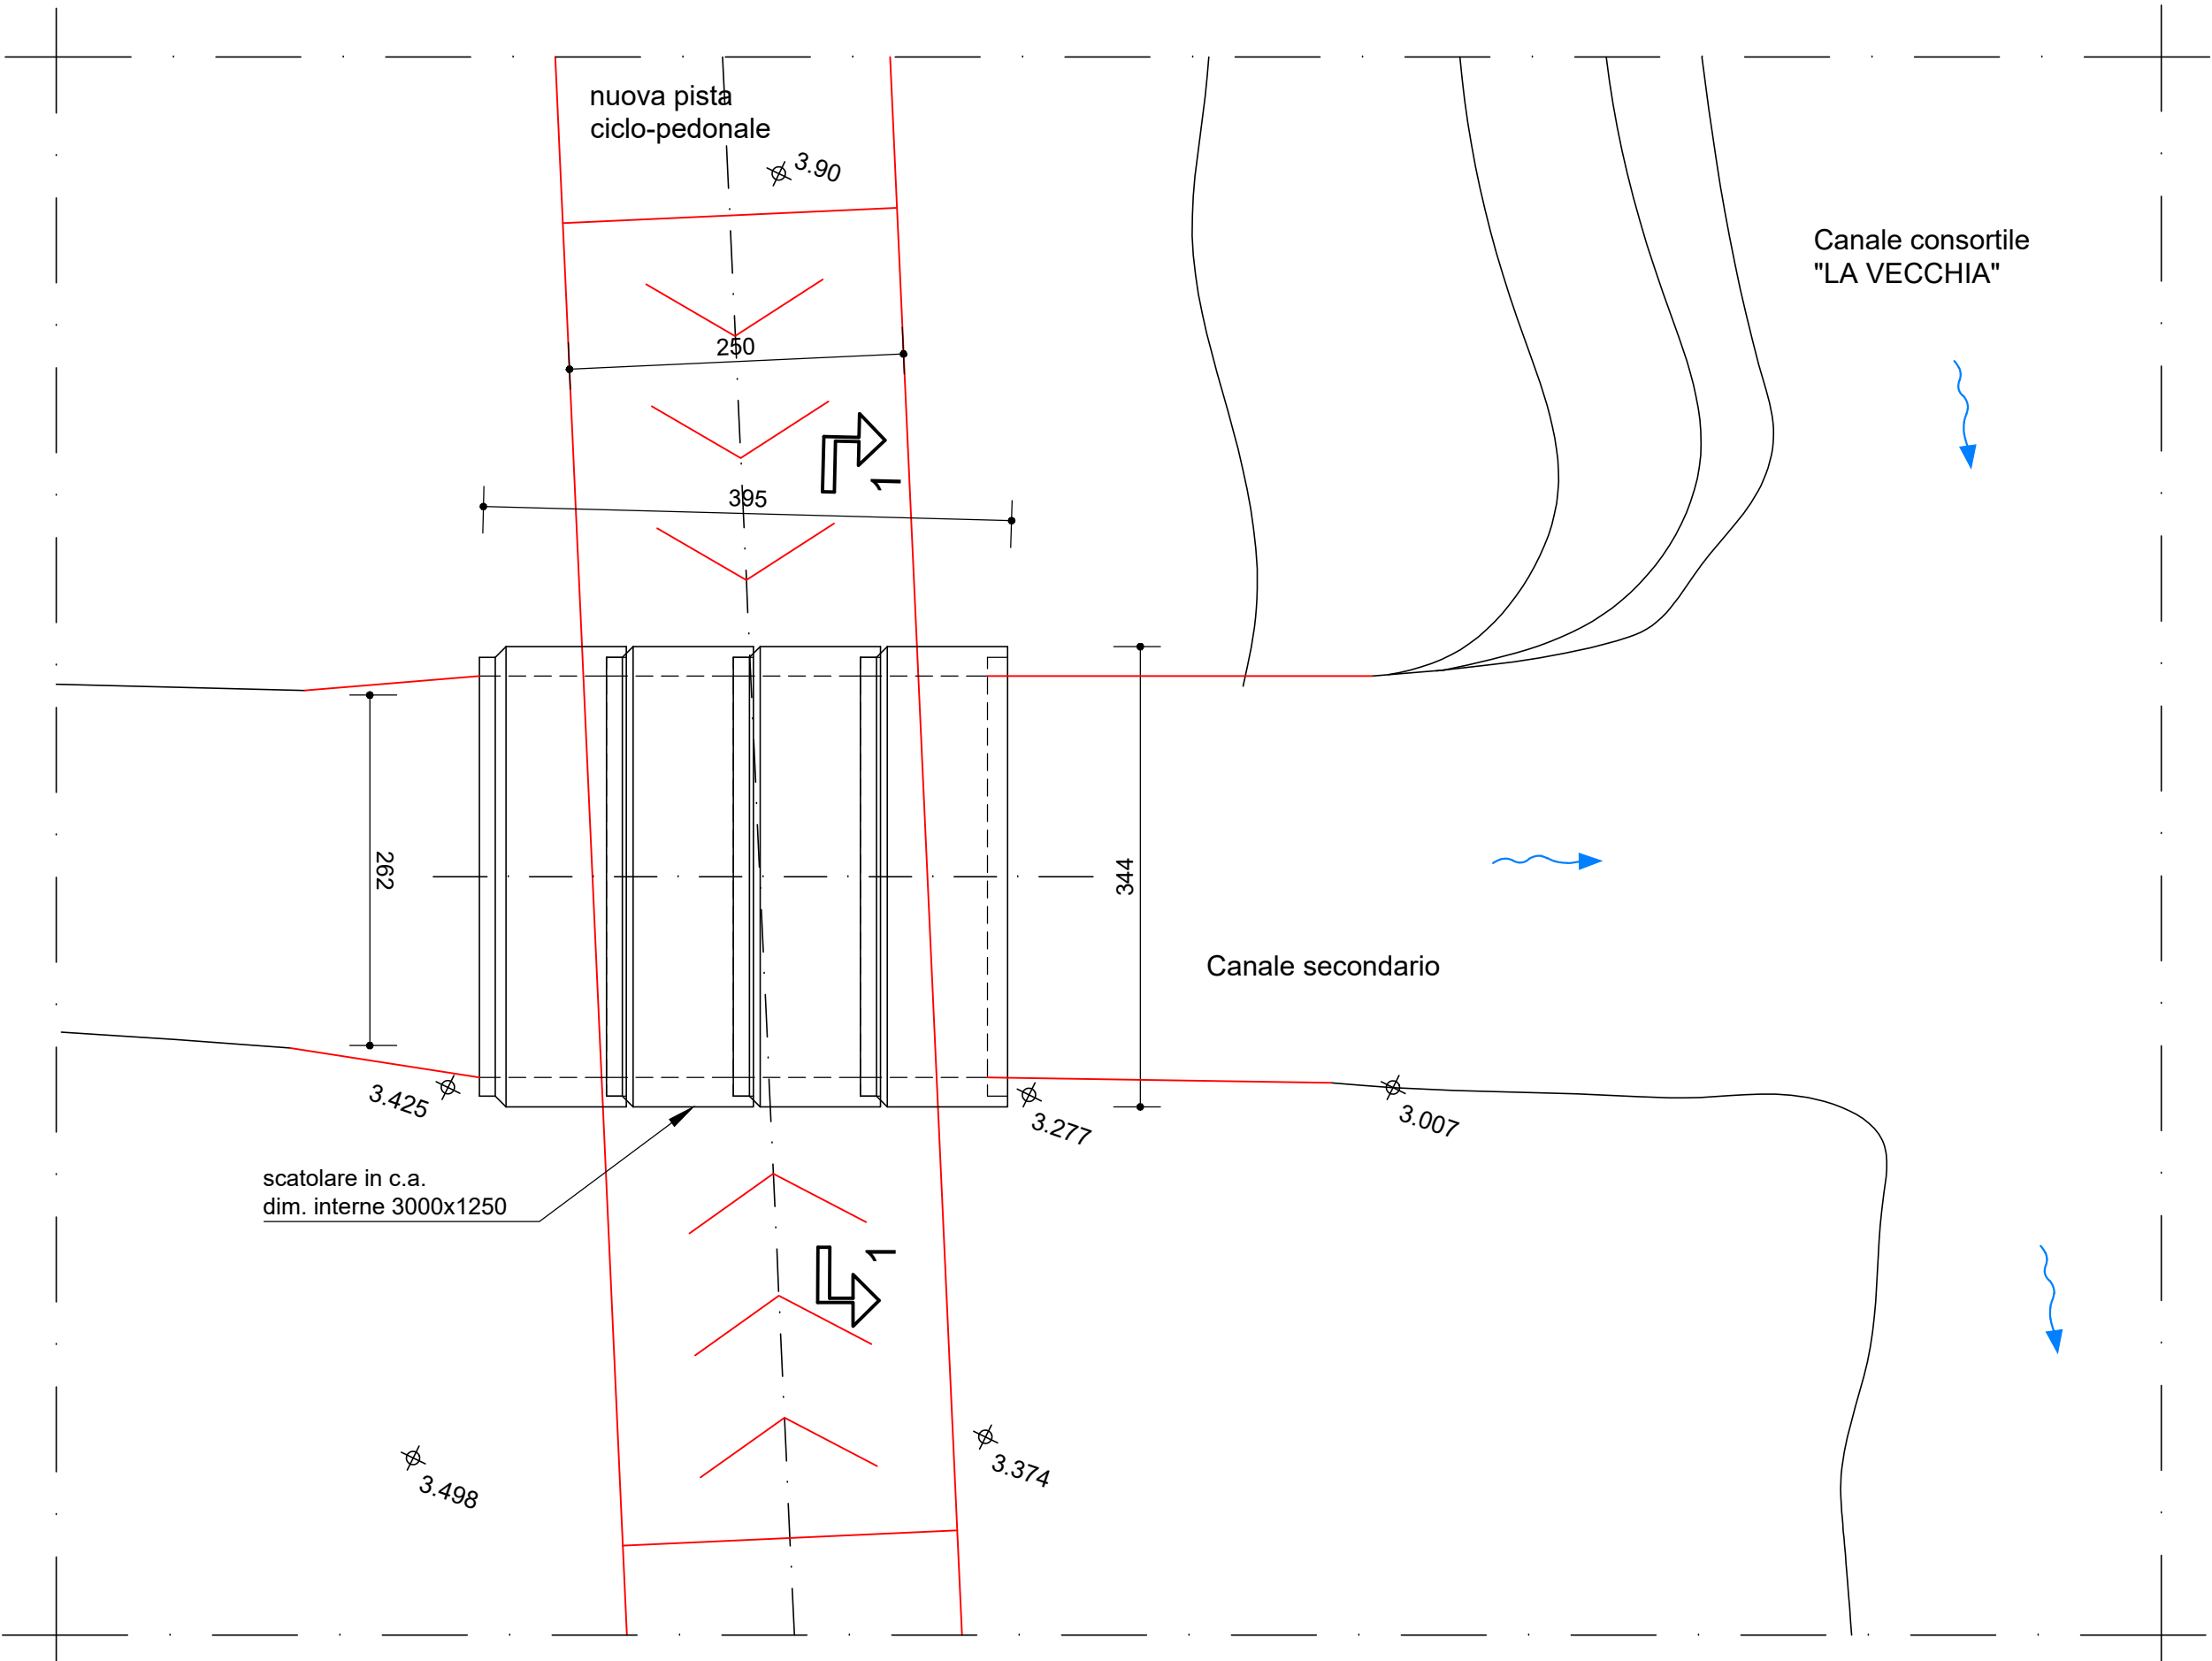 nuova pista
ciclo-pedonale
3.90
Canale consortile
"LA VECCHIA"
250
1
395
262
344
Canale secondario
3.425
3.277
3.007
scatolare in c.a.
dim. interne 3000x1250
1
3.498
3.374